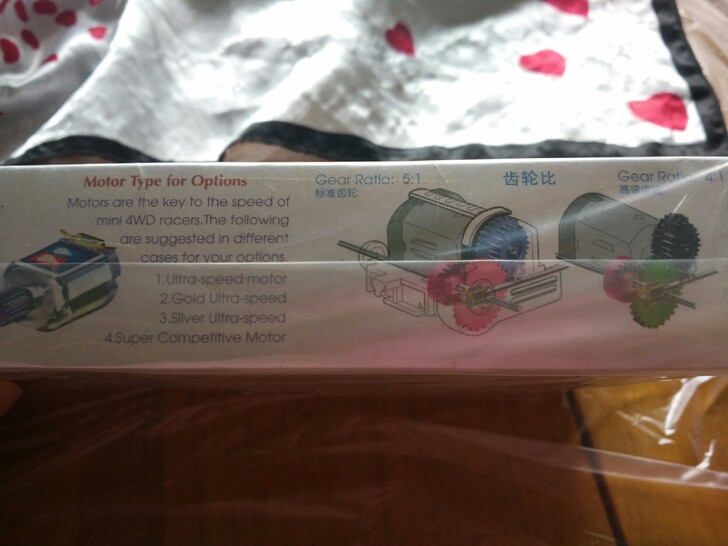 Motor Type for Options
Motors are the key to the speed of
mini 4WD racers.The following
are suggested in different
cases for your options.
1.Ultra-speed motor
2.Gold Ultra-speed
3.Silver Ultra-speed
4.Super Competitive Motor
Gear Ratio: 5:1
标准齿轮
齿轮比
Gear Ratio: 4:1
高速